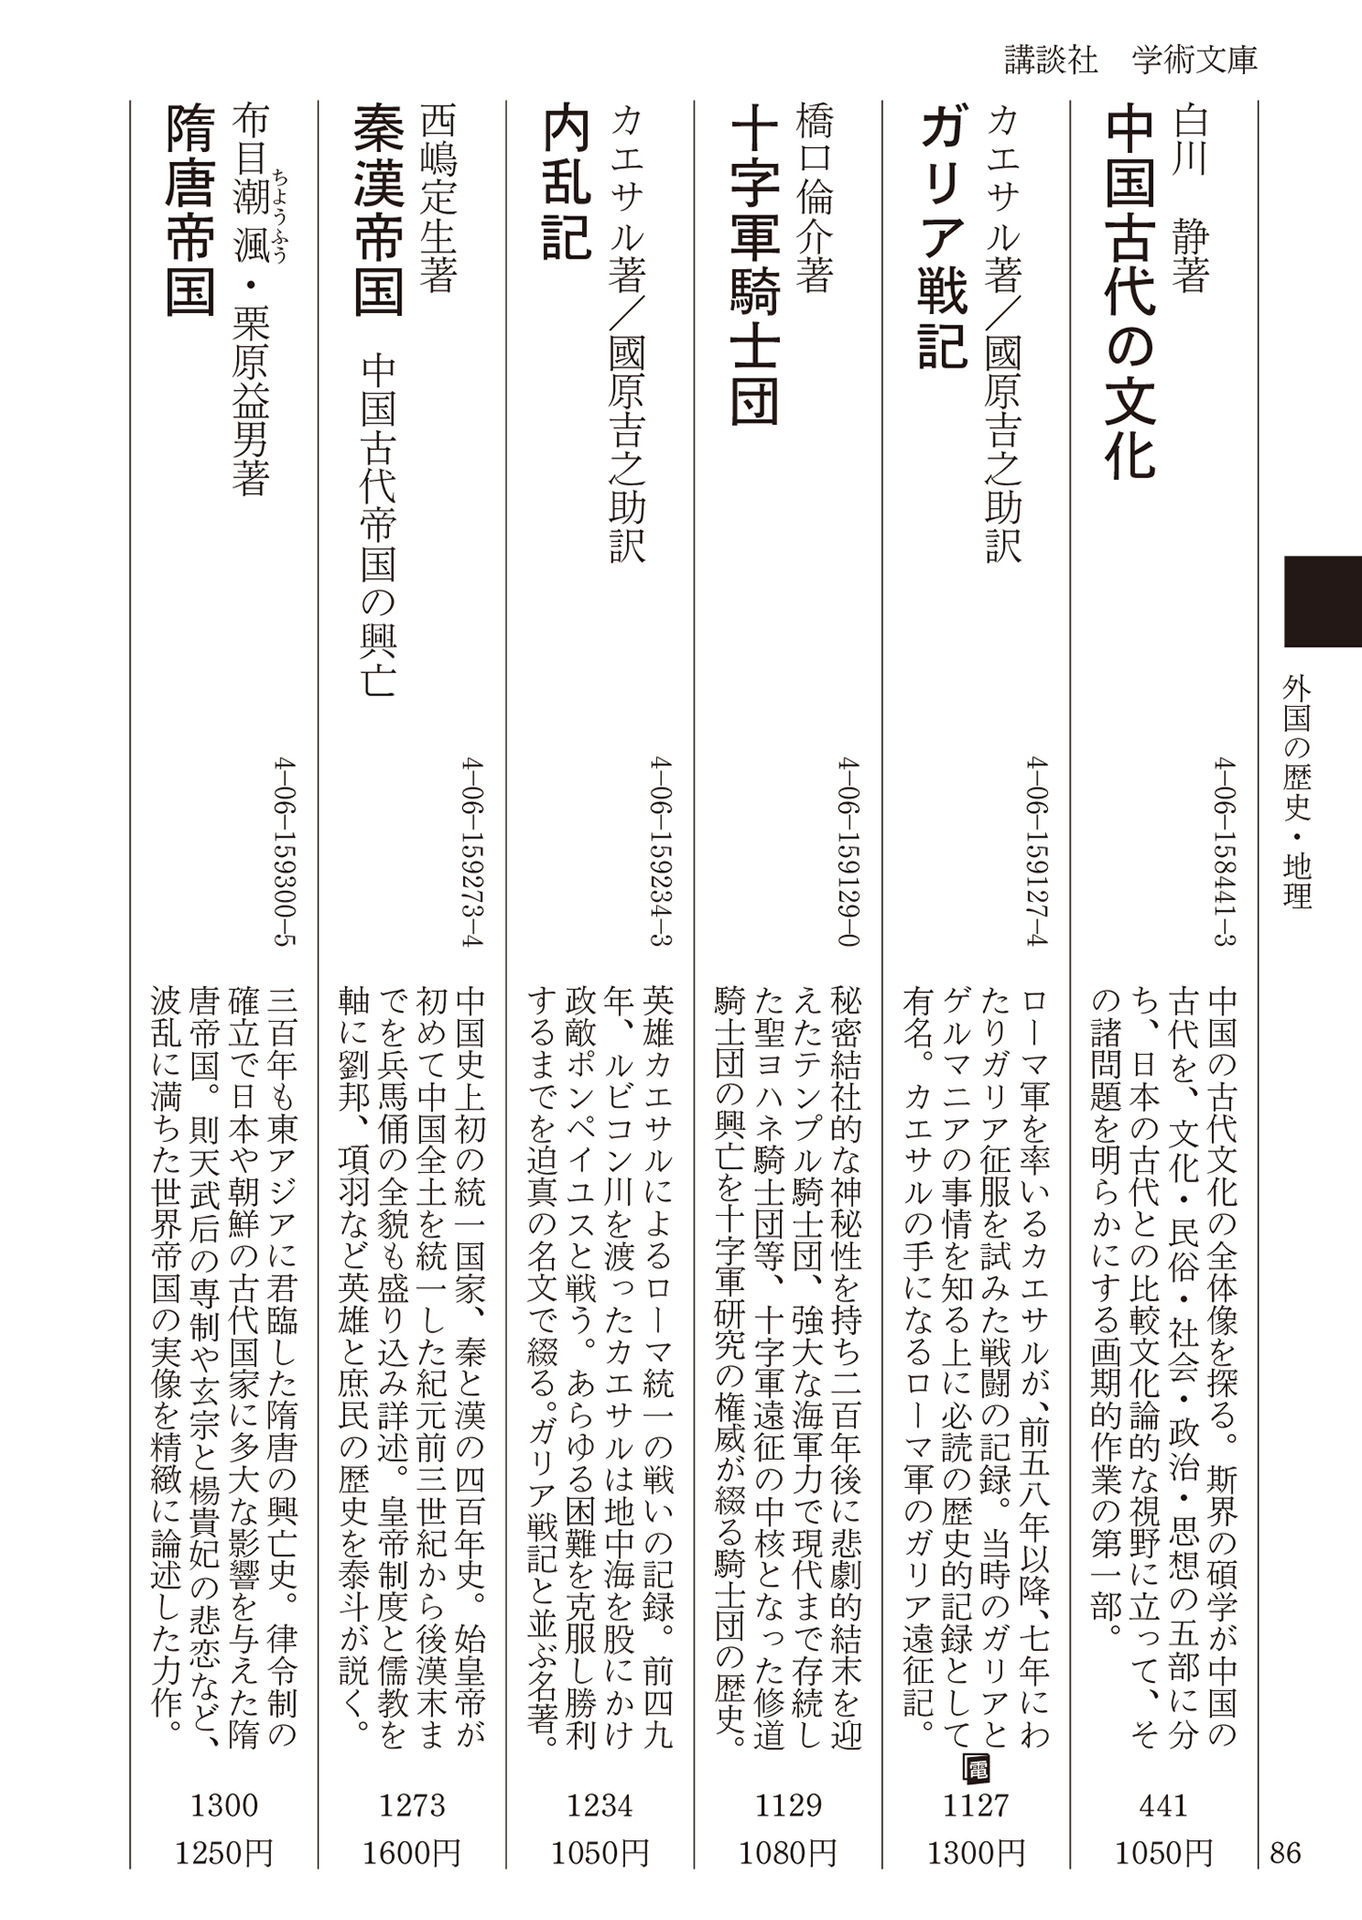 講談社　学術文庫
外国の歴史・地理
白川　静著
中国古代の文化
4-06-158441-3
中国の古代文化の全体像を探る。斯界の碩学が中国の
古代を、文化・民俗・社会・政治・思想の五部に分
ち、日本の古代との比較文化論的な視野に立って、そ
の諸問題を明らかにする画期的作業の第一部。
441
1050円
カエサル著／國原吉之助訳
ガリア戦記
4-06-159127-4
ローマ軍を率いるカエサルが、前五八年以降、七年にわ
たりガリア征服を試みた戦闘の記録。当時のガリアと
ゲルマニアの事情を知る上に必読の歴史的記録として
有名。カエサルの手になるローマ軍のガリア遠征記。
電
1127
1300円
橋口倫介著
十字軍騎士団
4-06-159129-0
秘密結社的な神秘性を持ち二百年後に悲劇的結末を迎
えたテンプル騎士団、強大な海軍力で現代まで存続し
た聖ヨハネ騎士団等、十字軍遠征の中核となった修道
騎士団の興亡を十字軍研究の権威が綴る騎士団の歴史。
1129
1080円
カエサル著／國原吉之助訳
内乱記
4-06-159234-3
英雄カエサルによるローマ統一の戦いの記録。前四九
年、ルビコン川を渡ったカエサルは地中海を股にかけ
政敵ポンペイユスと戦う。あらゆる困難を克服し勝利
するまでを迫真の名文で綴る。ガリア戦記と並ぶ名著。
1234
1050円
西嶋定生著
秦漢帝国　中国古代帝国の興亡
4-06-159273-4
中国史上初の統一国家、秦と漢の四百年史。始皇帝が
初めて中国全土を統一した紀元前三世紀から後漢末ま
でを兵馬俑の全貌も盛り込み詳述。皇帝制度と儒教を
軸に劉邦、項羽など英雄と庶民の歴史を泰斗が説く。
1273
1600円
布目潮渢・栗原益男著
ちょうふう
隋唐帝国
4-06-159300-5
三百年も東アジアに君臨した隋唐の興亡史。律令制の
確立で日本や朝鮮の古代国家に多大な影響を与えた隋
唐帝国。則天武后の専制や玄宗と楊貴妃の悲恋など、
波乱に満ちた世界帝国の実像を精緻に論述した力作。
1300
1250円
86